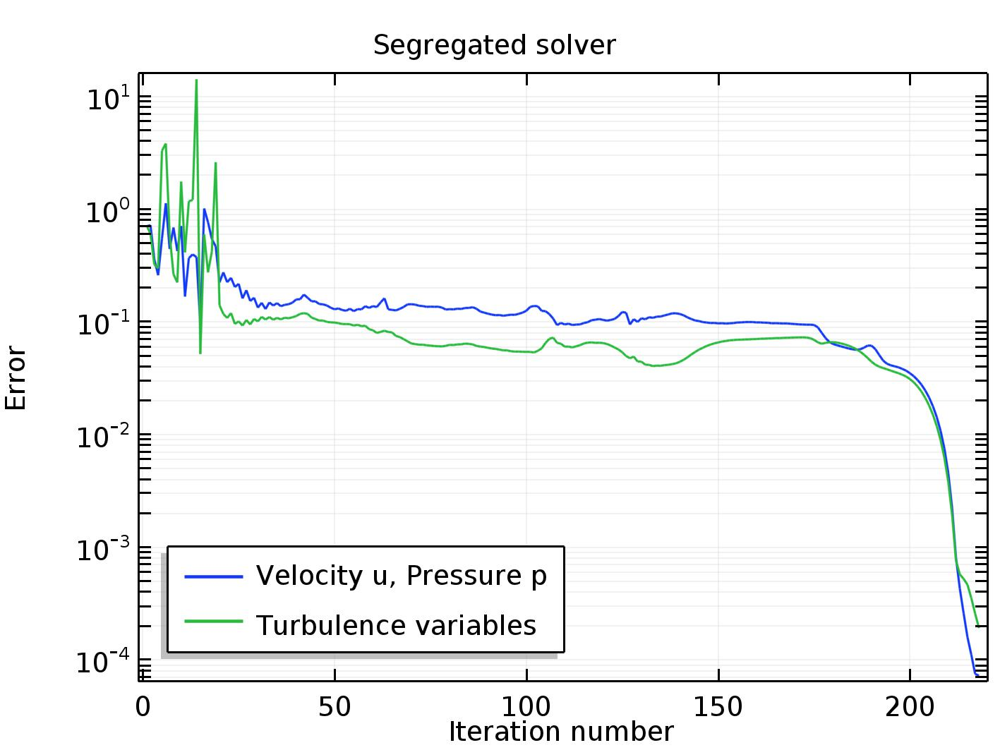 Segregated solver
10^1
10^0
10^-1
10^-2
10^-3
10^-4
Error
Velocity u, Pressure p
Turbulence variables
0 50 100 150 200
Iteration number